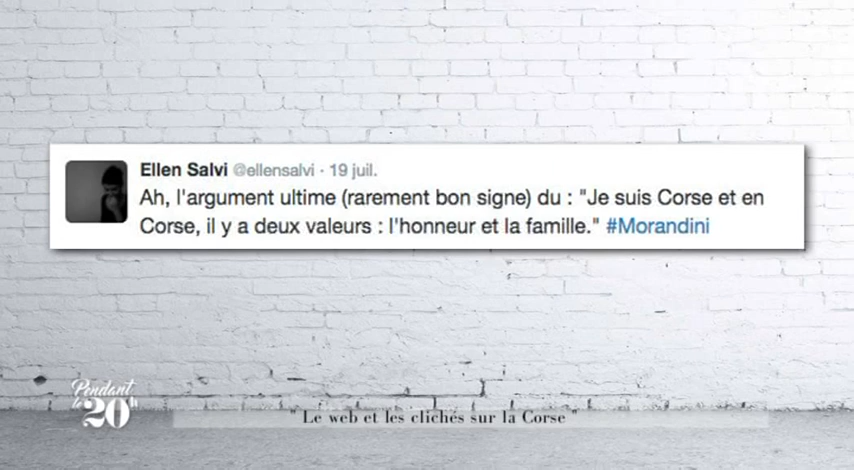 Ellen Salvi @ellensalvi · 19 juil.
Ah, l'argument ultime (rarement bon signe) du : "Je suis Corse et en
Corse, il y a deux valeurs : l'honneur et la famille." #Morandini
Pendant
le 20h
" Le web et les clichés sur la Corse "